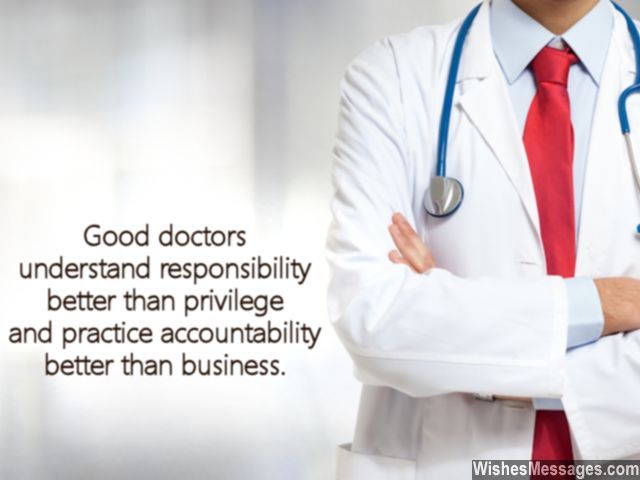 Good doctors
understand responsibility
better than privilege
and practice accountability
better than business.
WishesMessages.com